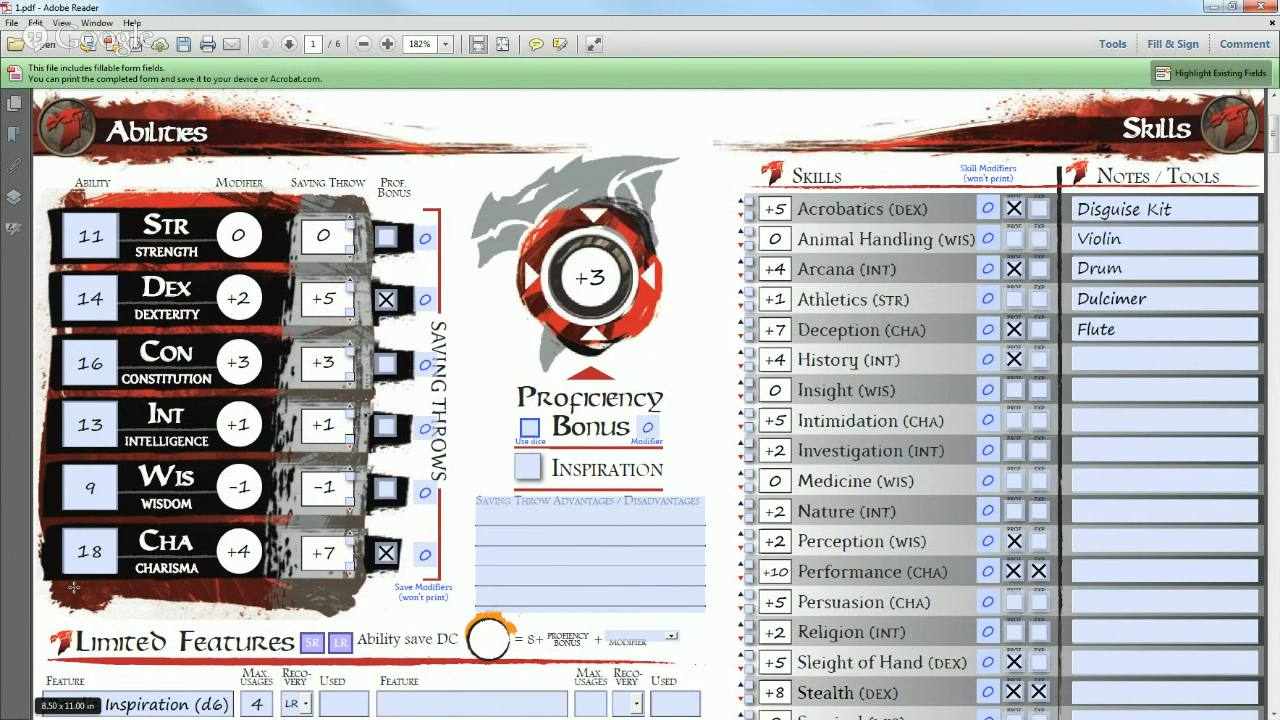 1.pdf - Adobe Reader
File Edit View Window Help
Google
1 / 6
182%
Tools
Fill & Sign
Comment
This file includes fillable form fields.
You can print the completed form and save it to your device or Acrobat.com.
Highlight Existing Fields
Abilities
ABILITY MODIFIER SAVING THROW PROF. BONUS
11 STR STRENGTH 0 0 0
14 DEX DEXTERITY +2 +5 X 0
16 CON CONSTITUTION +3 +3 0
13 INT INTELLIGENCE +1 +1 0
9 WIS WISDOM -1 -1 0
18 CHA CHARISMA +4 +7 X 0
SAVING THROWS
Save Modifiers
(won't print)
+3
Proficiency
Bonus 0
Use dice Modifier
INSPIRATION
SAVING THROW ADVANTAGES / DISADVANTAGES
LIMITED FEATURES SR LR Ability save DC = 8+ PROFIENCY BONUS + MODIFIER
FEATURE MAX. USAGES RECOVERY USED FEATURE MAX. USAGES RECOVERY USED
Inspiration (d6) 4 LR
8.50 x 11.00 in
Skills
SKILLS
Skill Modifiers
(won't print)
NOTES / TOOLS
PROF EXP
+5 Acrobatics (DEX) 0 X Disguise Kit
0 Animal Handling (WIS) 0 Violin
+4 Arcana (INT) 0 X Drum
+1 Athletics (STR) 0 Dulcimer
+7 Deception (CHA) 0 X Flute
+4 History (INT) 0 X
0 Insight (WIS) 0
+5 Intimidation (CHA) 0
+2 Investigation (INT) 0
0 Medicine (WIS) 0
+2 Nature (INT) 0
+2 Perception (WIS) 0 X
+10 Performance (CHA) 0 X X
+5 Persuasion (CHA) 0
+2 Religion (INT) 0
+5 Sleight of Hand (DEX) 0 X
+8 Stealth (DEX) 0 X X